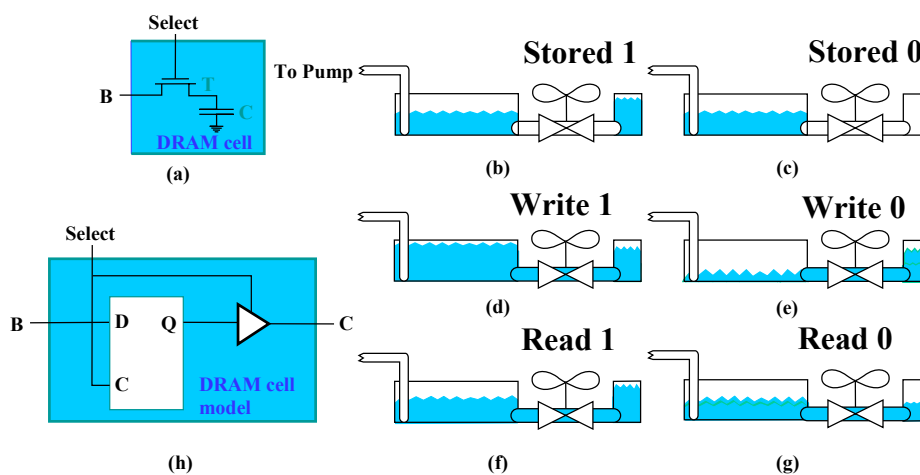 Select
B
T
C
DRAM cell
(a)
To Pump
Stored 1
(b)
Stored 0
(c)
Write 1
(d)
Write 0
(e)
Select
B
D
Q
C
C
DRAM cell
model
(h)
Read 1
(f)
Read 0
(g)